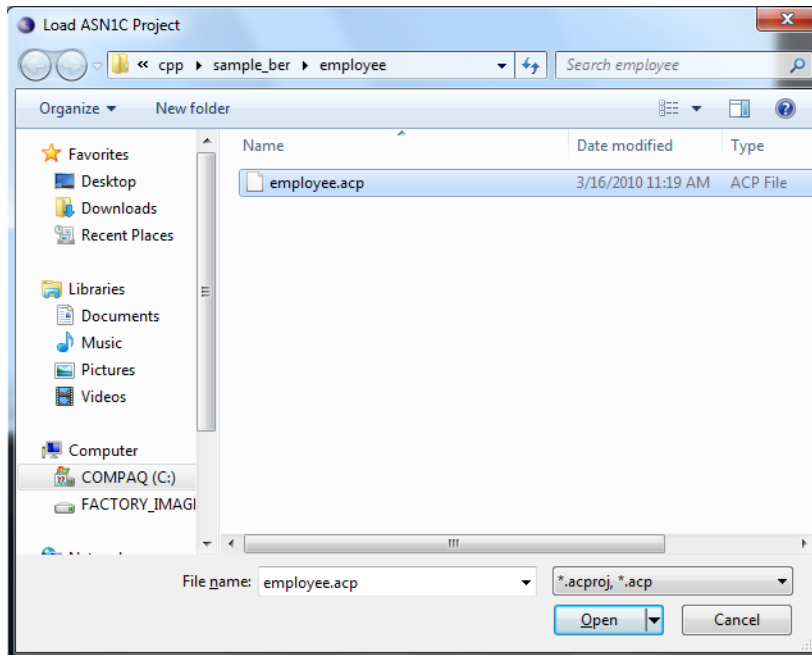 Load ASN1C Project
« cpp sample_ber employee
Search employee
Organize New folder
Name Date modified Type
employee.acp 3/16/2010 11:19 AM ACP File
Favorites
Desktop
Downloads
Recent Places
Libraries
Documents
Music
Pictures
Videos
Computer
COMPAQ (C:)
FACTORY_IMAGI
File name: employee.acp *.acproj, *.acp
Open Cancel